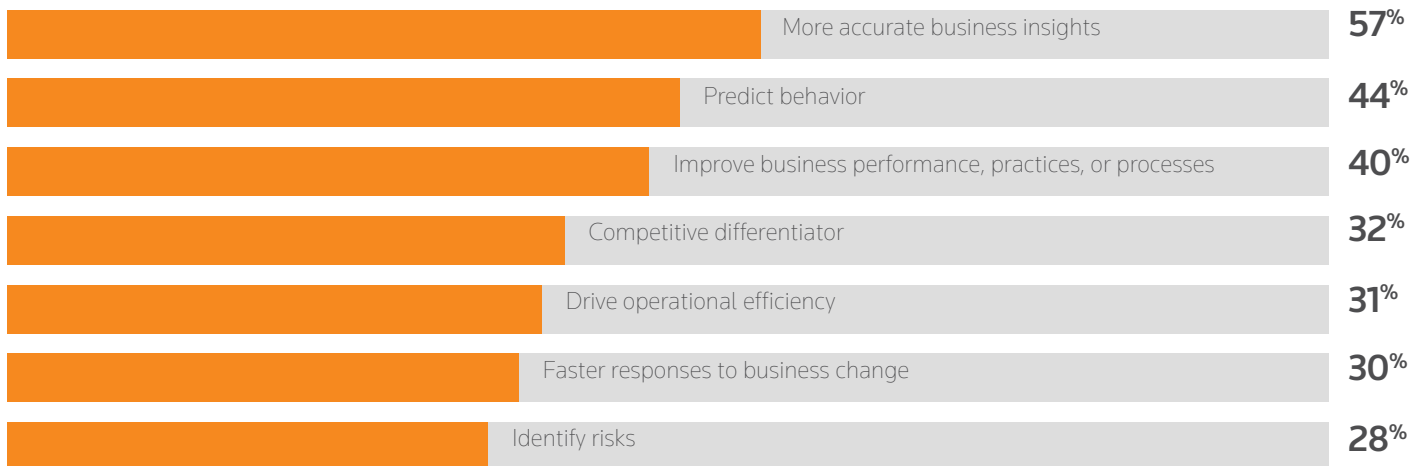 More accurate business insights 57%
Predict behavior 44%
Improve business performance, practices, or processes 40%
Competitive differentiator 32%
Drive operational efficiency 31%
Faster responses to business change 30%
Identify risks 28%